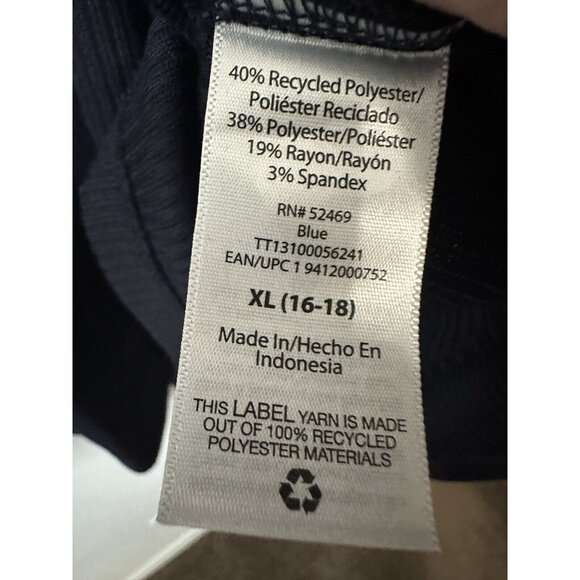 40% Recycled Polyester/
Poliéster Reciclado
38% Polyester/Poliéster
19% Rayon/Rayón
3% Spandex
RN# 52469
Blue
TT13100056241
EAN/UPC 1 9412000752
XL (16-18)
Made In/Hecho En
Indonesia
THIS LABEL YARN IS MADE
OUT OF 100% RECYCLED
POLYESTER MATERIALS